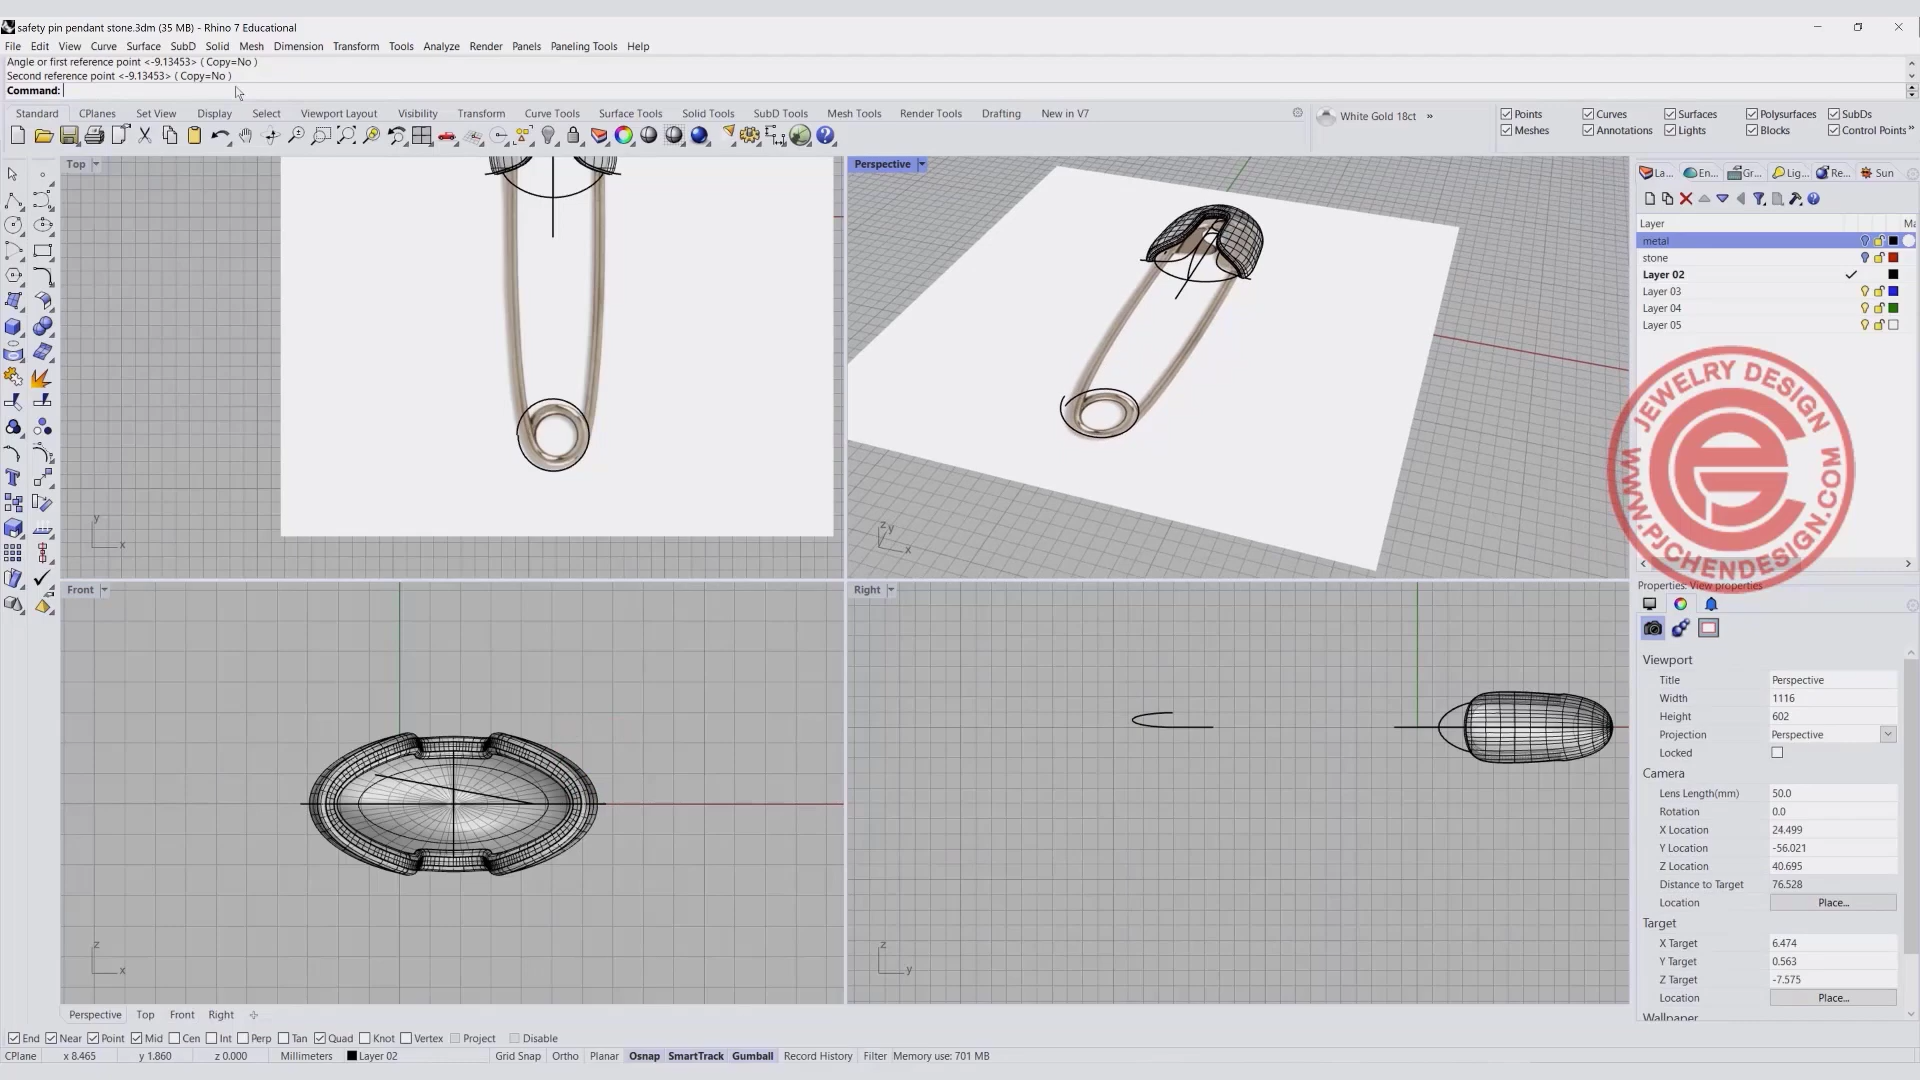 safety pin pendant stone.3dm (35 MB) - Rhino 7 Educational
File Edit View Curve Surface SubD Solid Mesh Dimension Transform Tools Analyze Render Panels Paneling Tools Help
Angle or first reference point <-9.13453> ( Copy=No )
Second reference point <-9.13453> ( Copy=No )
Command:
Standard CPlanes Set View Display Select Viewport Layout Visibility Transform Curve Tools Surface Tools Solid Tools SubD Tools Mesh Tools Render Tools Drafting New in V7
White Gold 18ct »
Points Curves Surfaces Polysurfaces SubDs
Meshes Annotations Lights Blocks Control Points »
Top
Perspective
La... En... Gr... Lig... Re... Sun
Layer Ma
metal
stone
Layer 02
Layer 03
Layer 04
Layer 05
JEWELRY DESIGN
WWW.PJCHENDESIGN.COM
y x
z y x
Front
Right
z x
z y
Properties: View properties
Viewport
Title Perspective
Width 1116
Height 602
Projection Perspective
Locked
Camera
Lens Length(mm) 50.0
Rotation 0.0
X Location 24.499
Y Location -56.021
Z Location 40.695
Distance to Target 76.528
Location Place...
Target
X Target 6.474
Y Target 0.563
Z Target -7.575
Location Place...
Wallpaper
Perspective Top Front Right
End Near Point Mid Cen Int Perp Tan Quad Knot Vertex Project Disable
CPlane x 8.465 y 1.860 z 0.000 Millimeters Layer 02 Grid Snap Ortho Planar Osnap SmartTrack Gumball Record History Filter Memory use: 701 MB